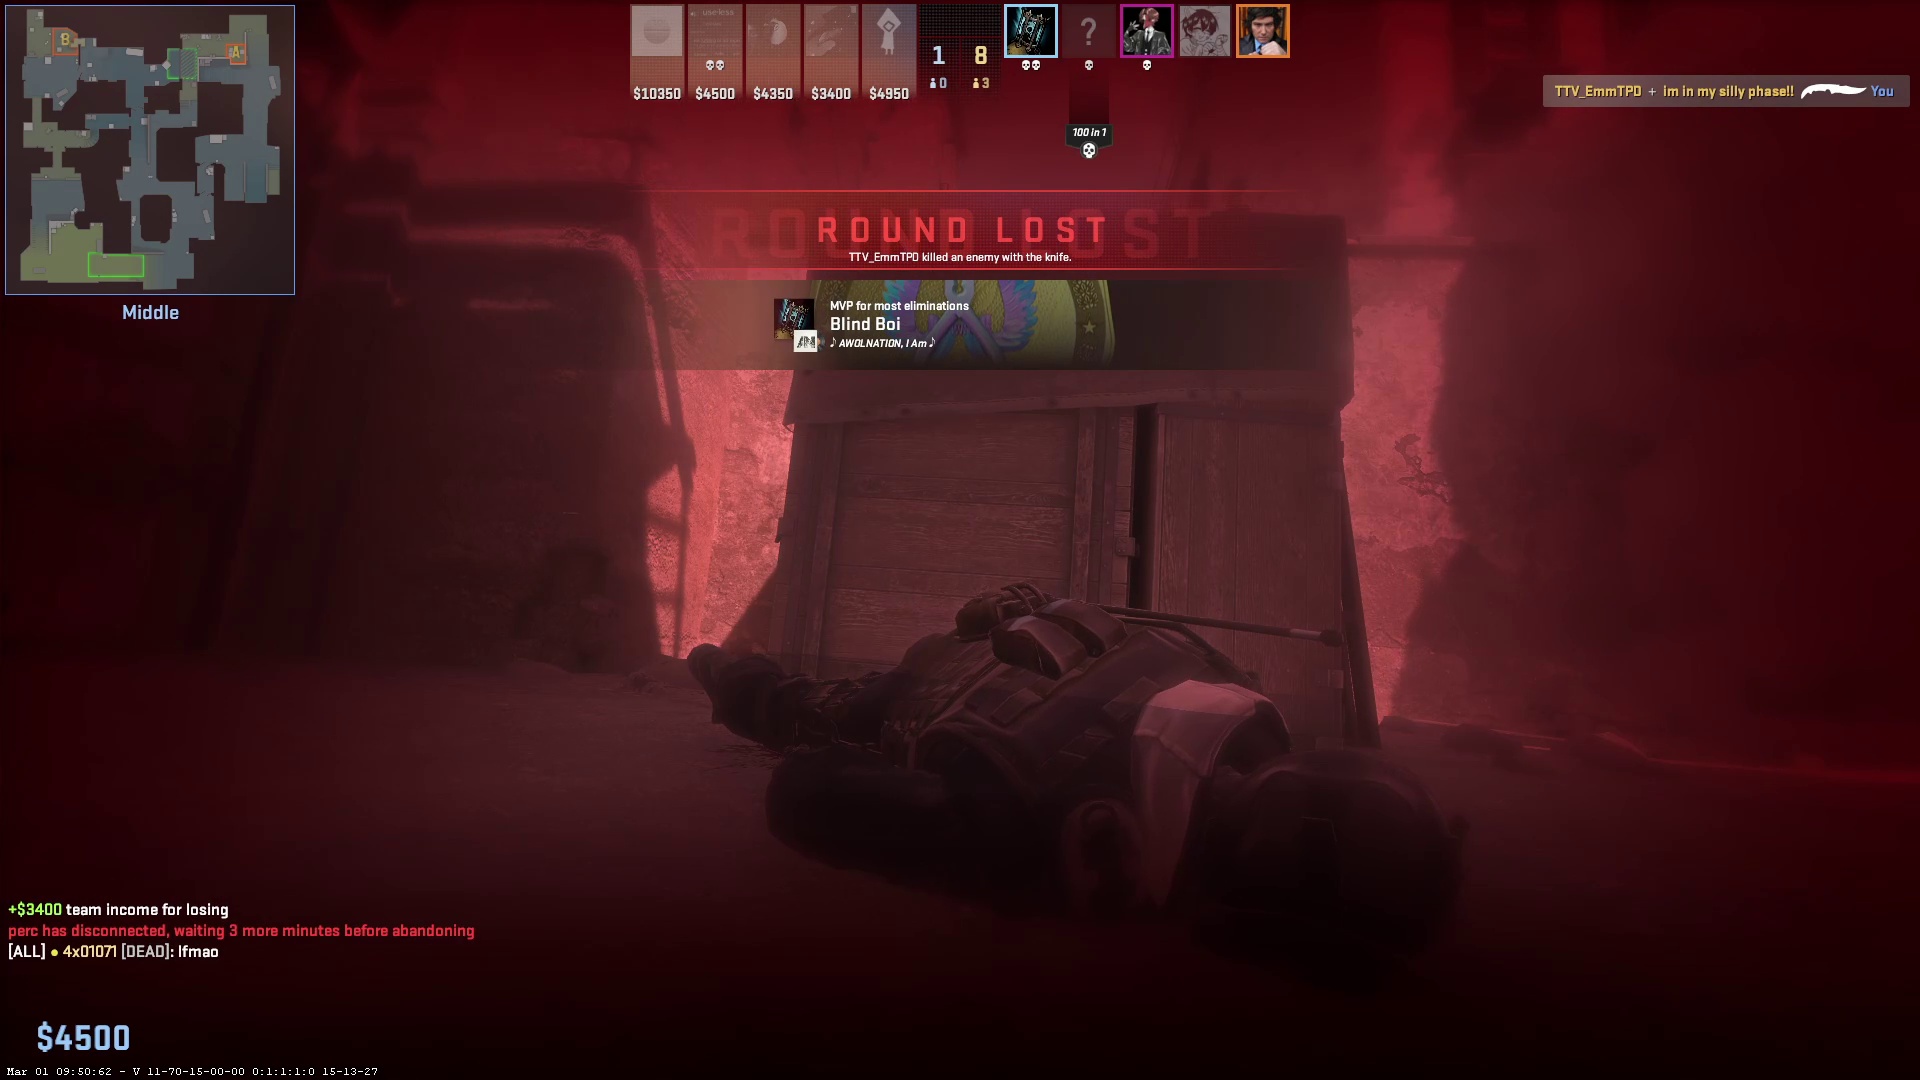 B
A
use-less
$10350
$4500
$4350
$3400
$4950
1
8
0
3
?
100 in 1
TTV_EmmTPD + im in my silly phase!! You
Middle
ROUND LOST
TTV_EmmTPD killed an enemy with the knife.
MVP for most eliminations
Blind Boi
♪ AWOLNATION, I Am ♪
+$3400 team income for losing
perc has disconnected, waiting 3 more minutes before abandoning
[ALL] ● 4x01071 [DEAD]: lfmao
$4500
Mar 01 09:50:62 - V 11-70-15-00-00 0:1:1:1:0 15-13-27